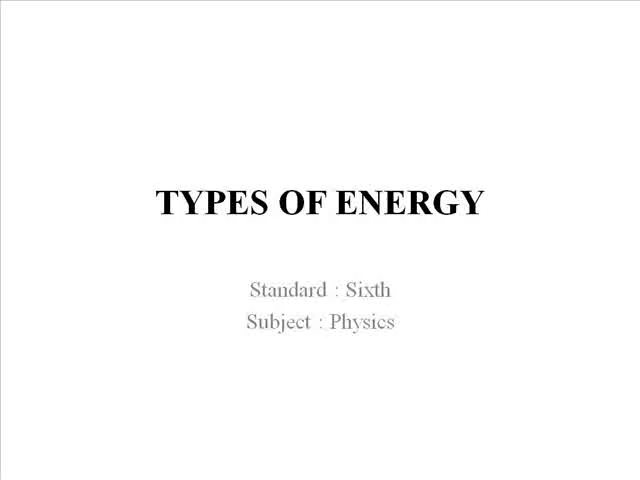 TYPES OF ENERGY
Standard : Sixth
Subject : Physics